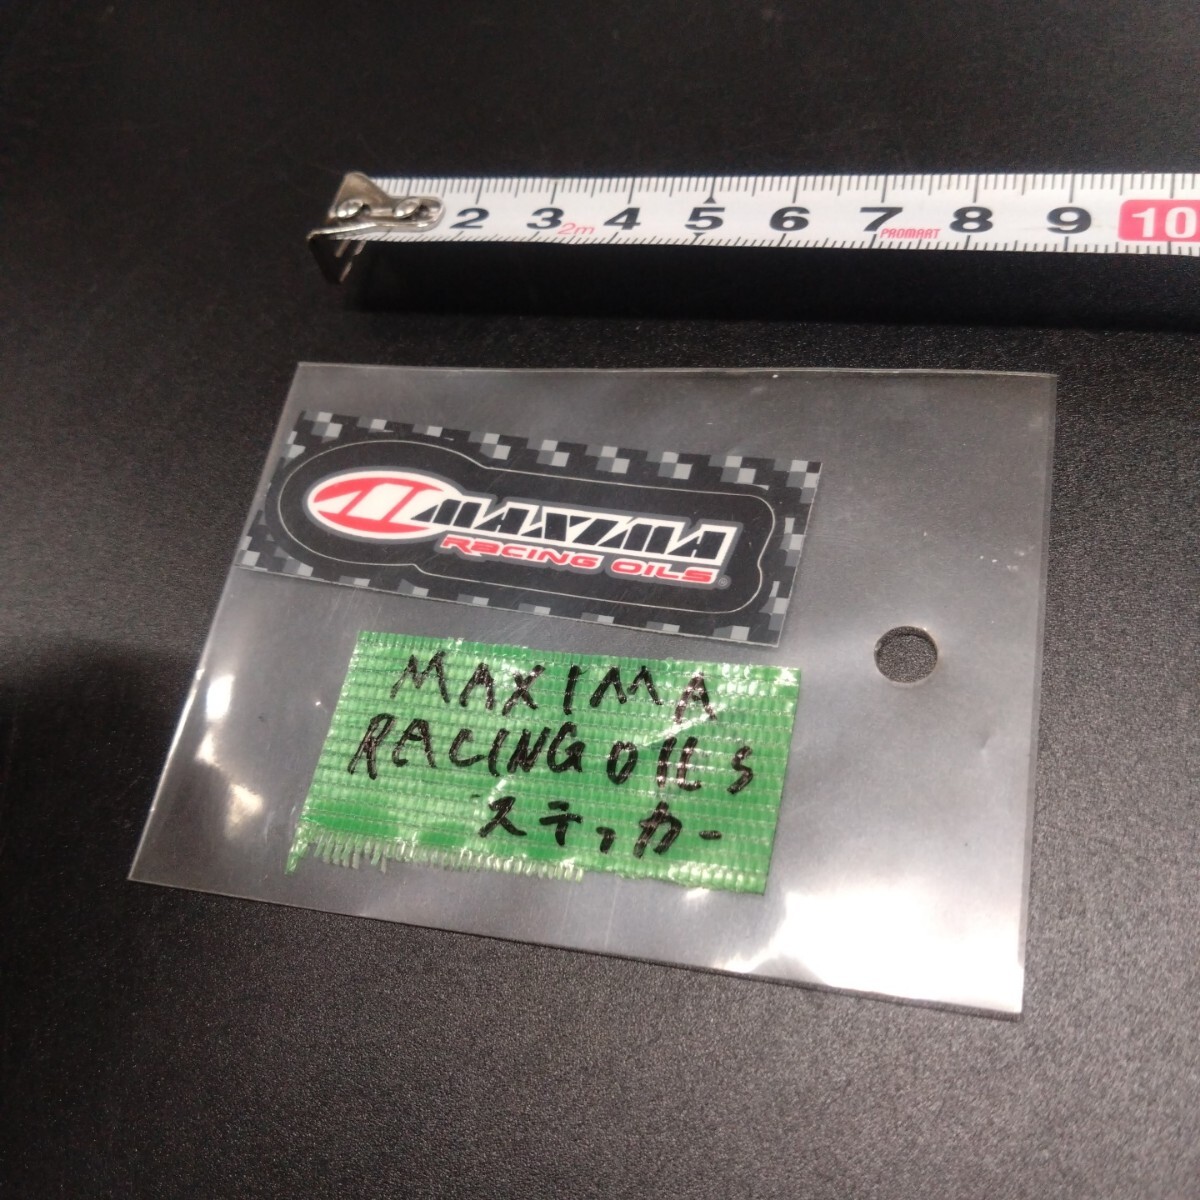 2 3 4 5 6 7 8 9 10
2m PROMART
MAXIMA
RACING OILS
MAXIMA
RACING OILS
ステッカー